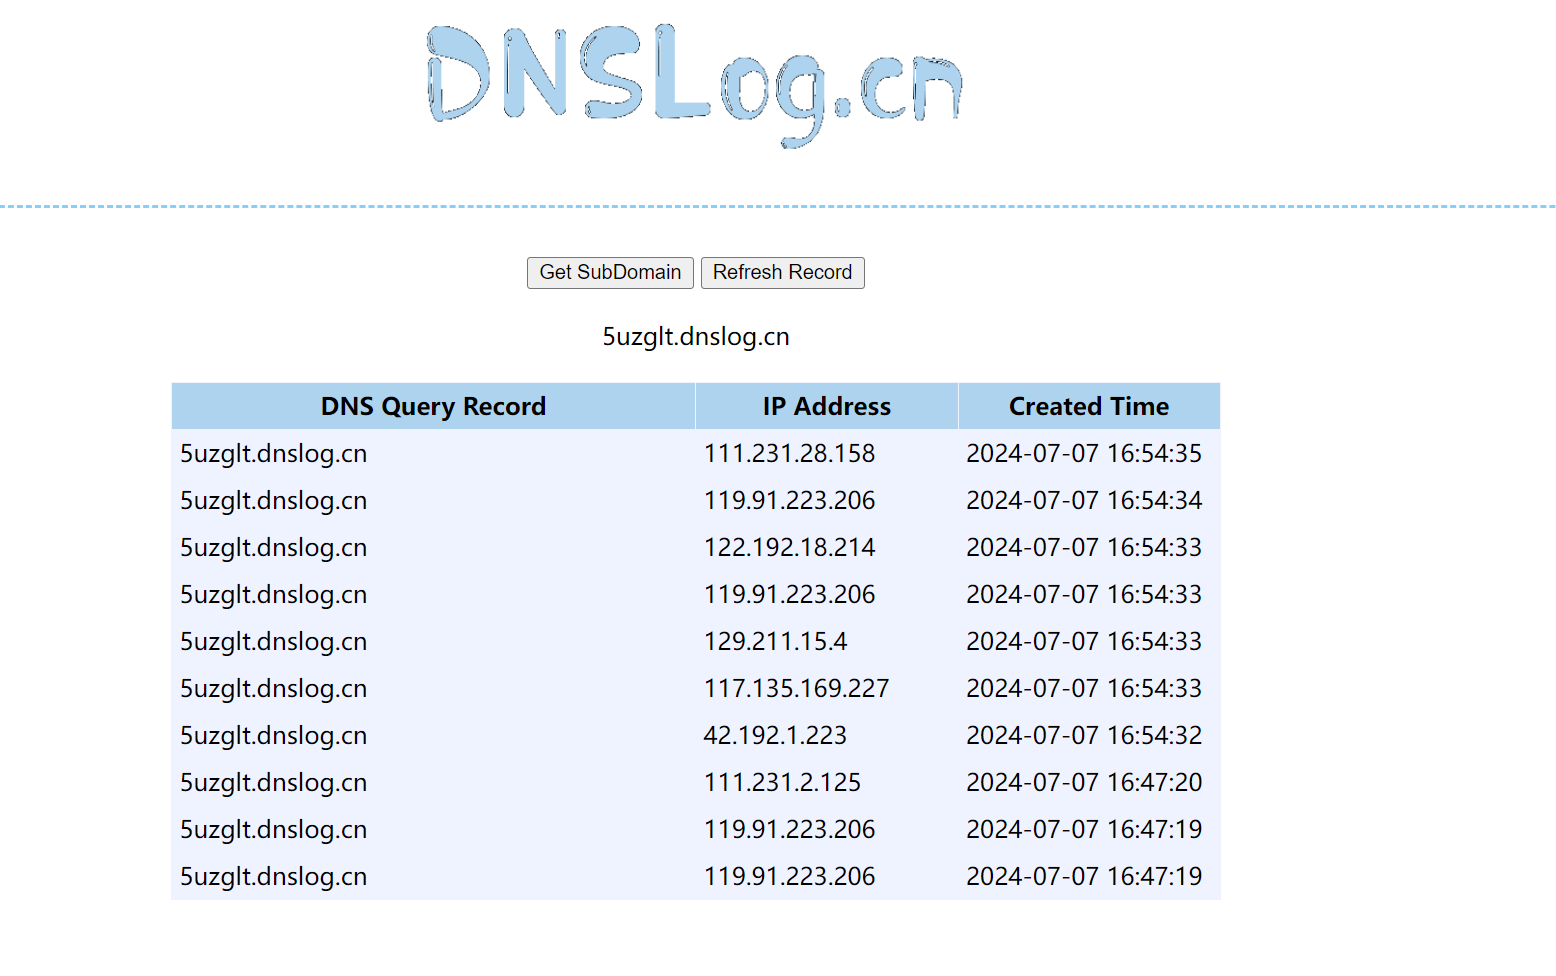 DNSLog.cn
Get SubDomain Refresh Record
5uzglt.dnslog.cn
DNS Query Record IP Address Created Time
5uzglt.dnslog.cn 111.231.28.158 2024-07-07 16:54:35
5uzglt.dnslog.cn 119.91.223.206 2024-07-07 16:54:34
5uzglt.dnslog.cn 122.192.18.214 2024-07-07 16:54:33
5uzglt.dnslog.cn 119.91.223.206 2024-07-07 16:54:33
5uzglt.dnslog.cn 129.211.15.4 2024-07-07 16:54:33
5uzglt.dnslog.cn 117.135.169.227 2024-07-07 16:54:33
5uzglt.dnslog.cn 42.192.1.223 2024-07-07 16:54:32
5uzglt.dnslog.cn 111.231.2.125 2024-07-07 16:47:20
5uzglt.dnslog.cn 119.91.223.206 2024-07-07 16:47:19
5uzglt.dnslog.cn 119.91.223.206 2024-07-07 16:47:19